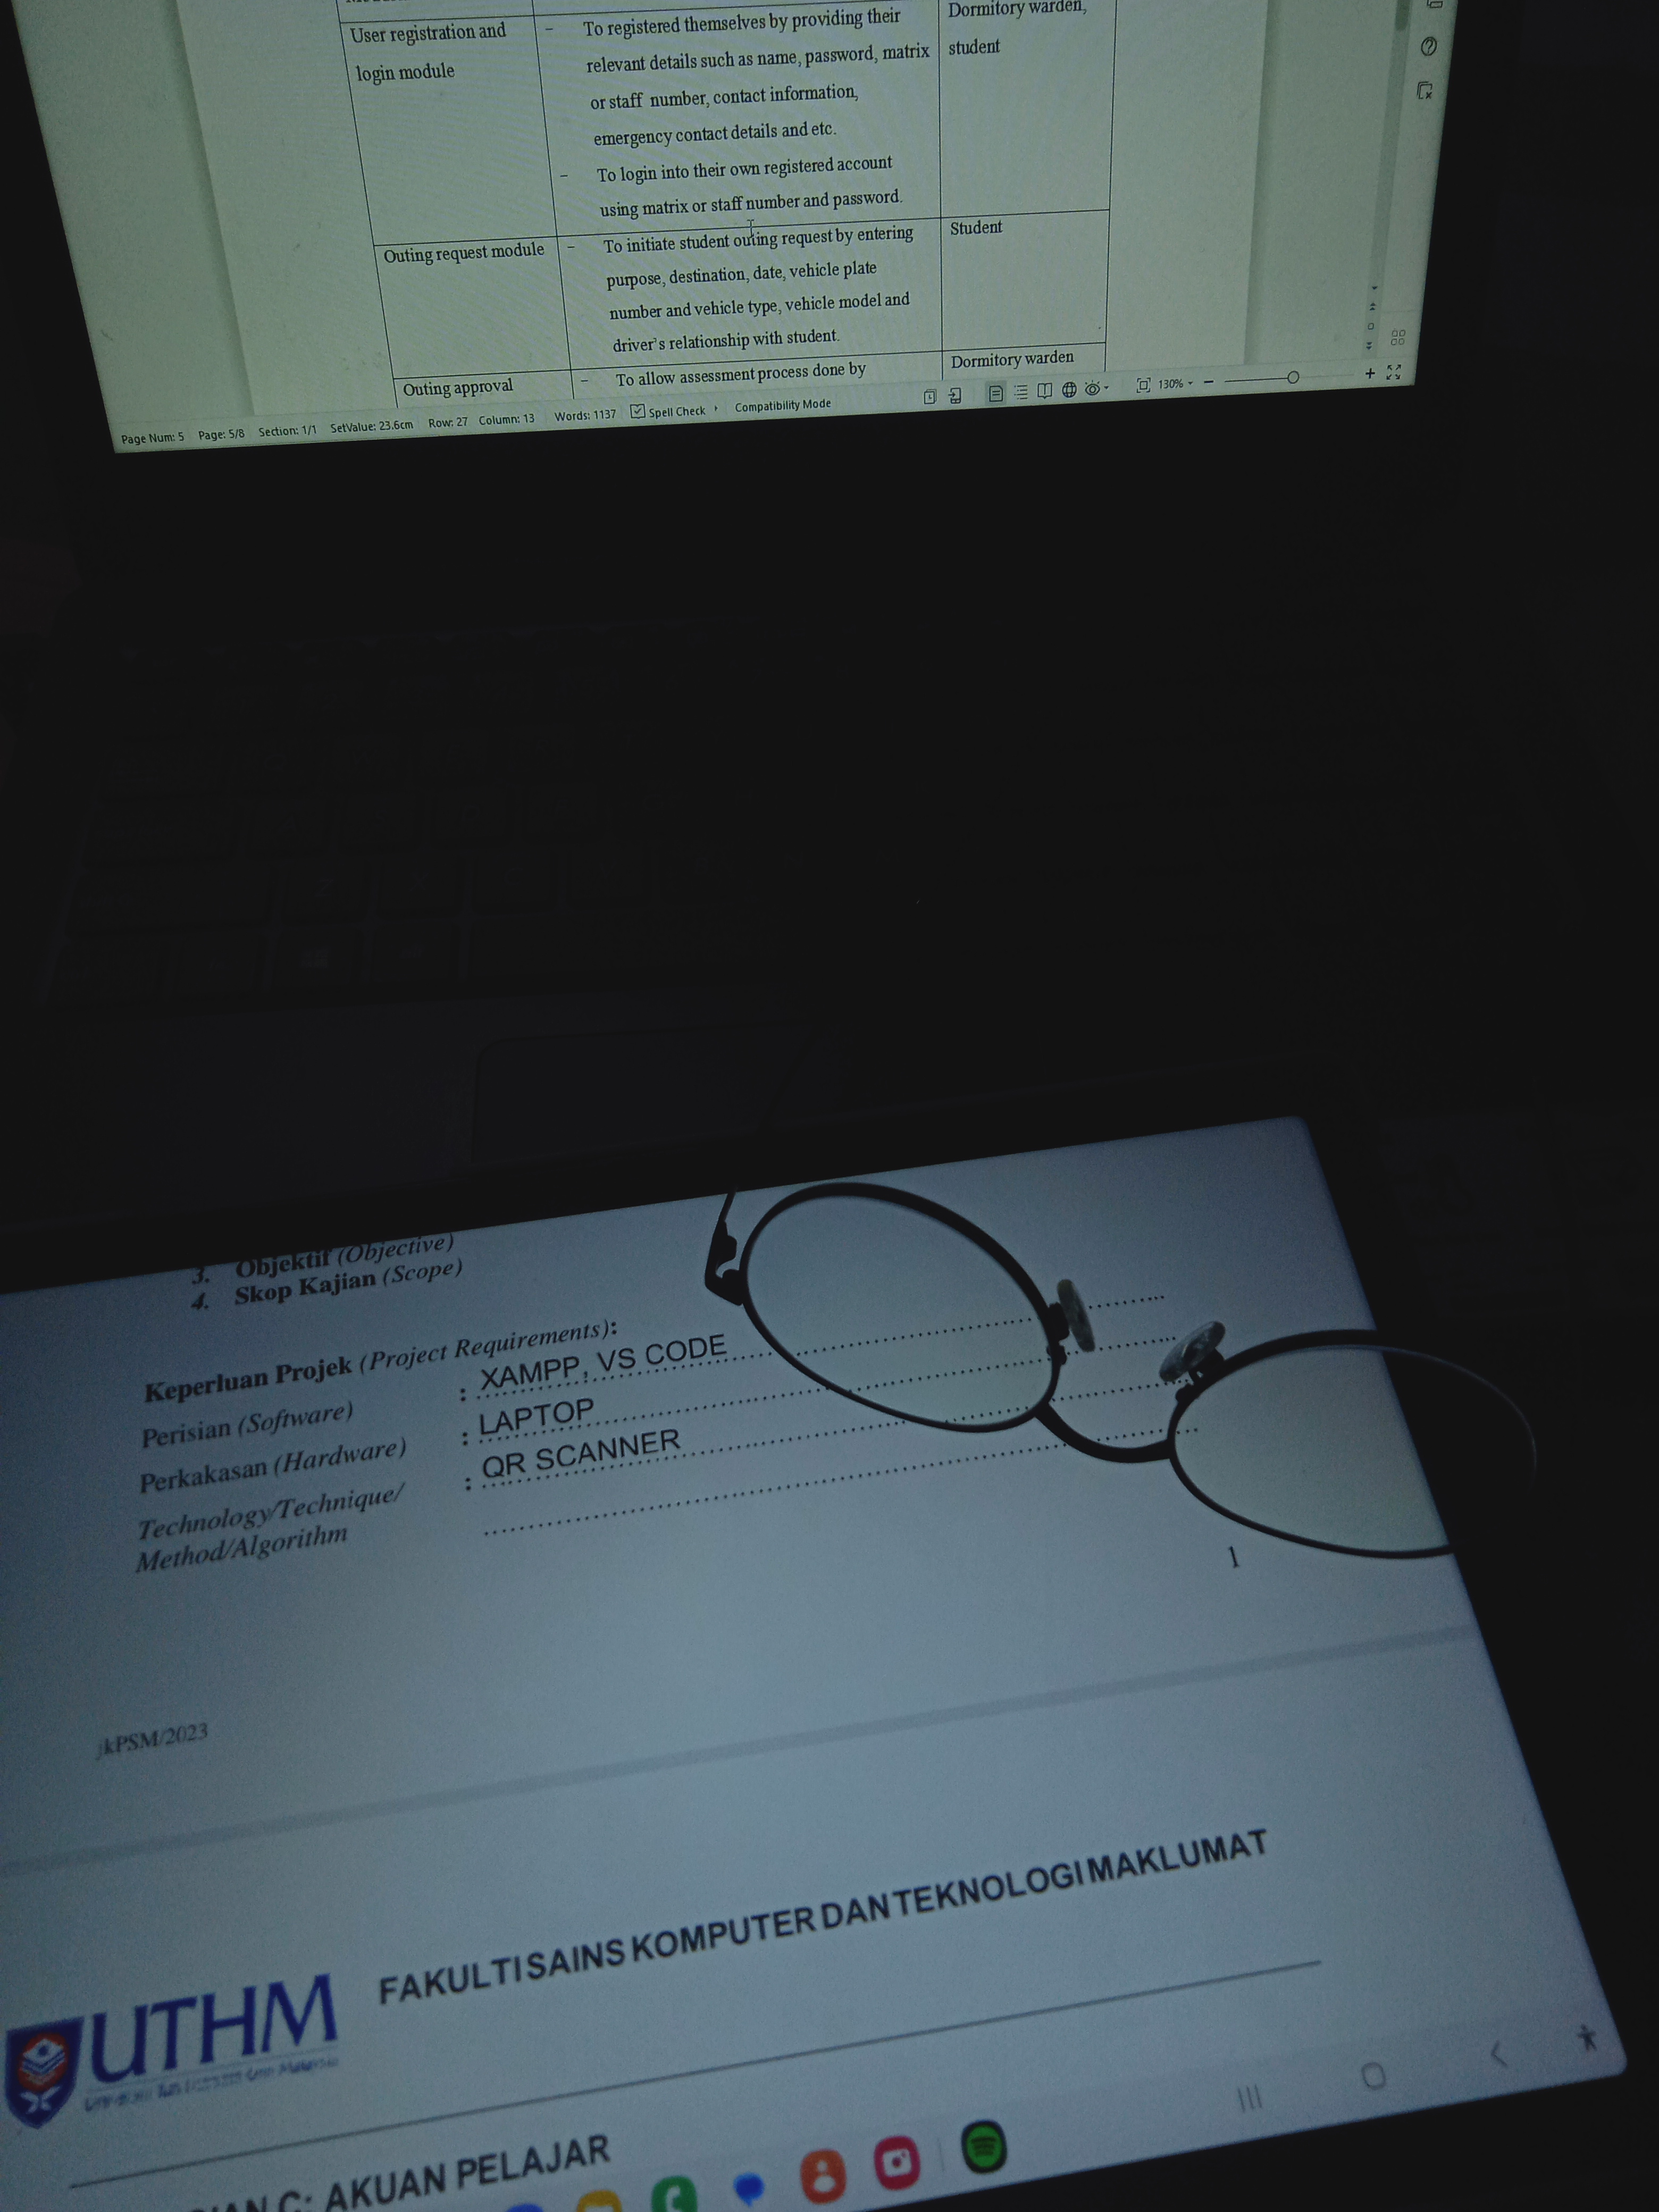 User registration and
login module
- To registered themselves by providing their
relevant details such as name, password, matrix
or staff number, contact information,
emergency contact details and etc.
- To login into their own registered account
using matrix or staff number and password.
Dormitory warden,
student
Outing request module
- To initiate student outing request by entering
purpose, destination, date, vehicle plate
number and vehicle type, vehicle model and
driver's relationship with student.
Student
Outing approval
- To allow assessment process done by
Dormitory warden
Page Num: 5 Page: 5/8 Section: 1/1 SetValue: 23.6cm Row: 27 Column: 13 Words: 1137 Spell Check Compatibility Mode 130%
3. Objektif (Objective)
4. Skop Kajian (Scope)
Keperluan Projek (Project Requirements):
Perisian (Software) : XAMPP, VS CODE
Perkakasan (Hardware) : LAPTOP
Technology/Technique/ : QR SCANNER
Method/Algorithm
1
jkPSM/2023
UTHM
FAKULTI SAINS KOMPUTER DAN TEKNOLOGI MAKLUMAT
C: AKUAN PELAJAR